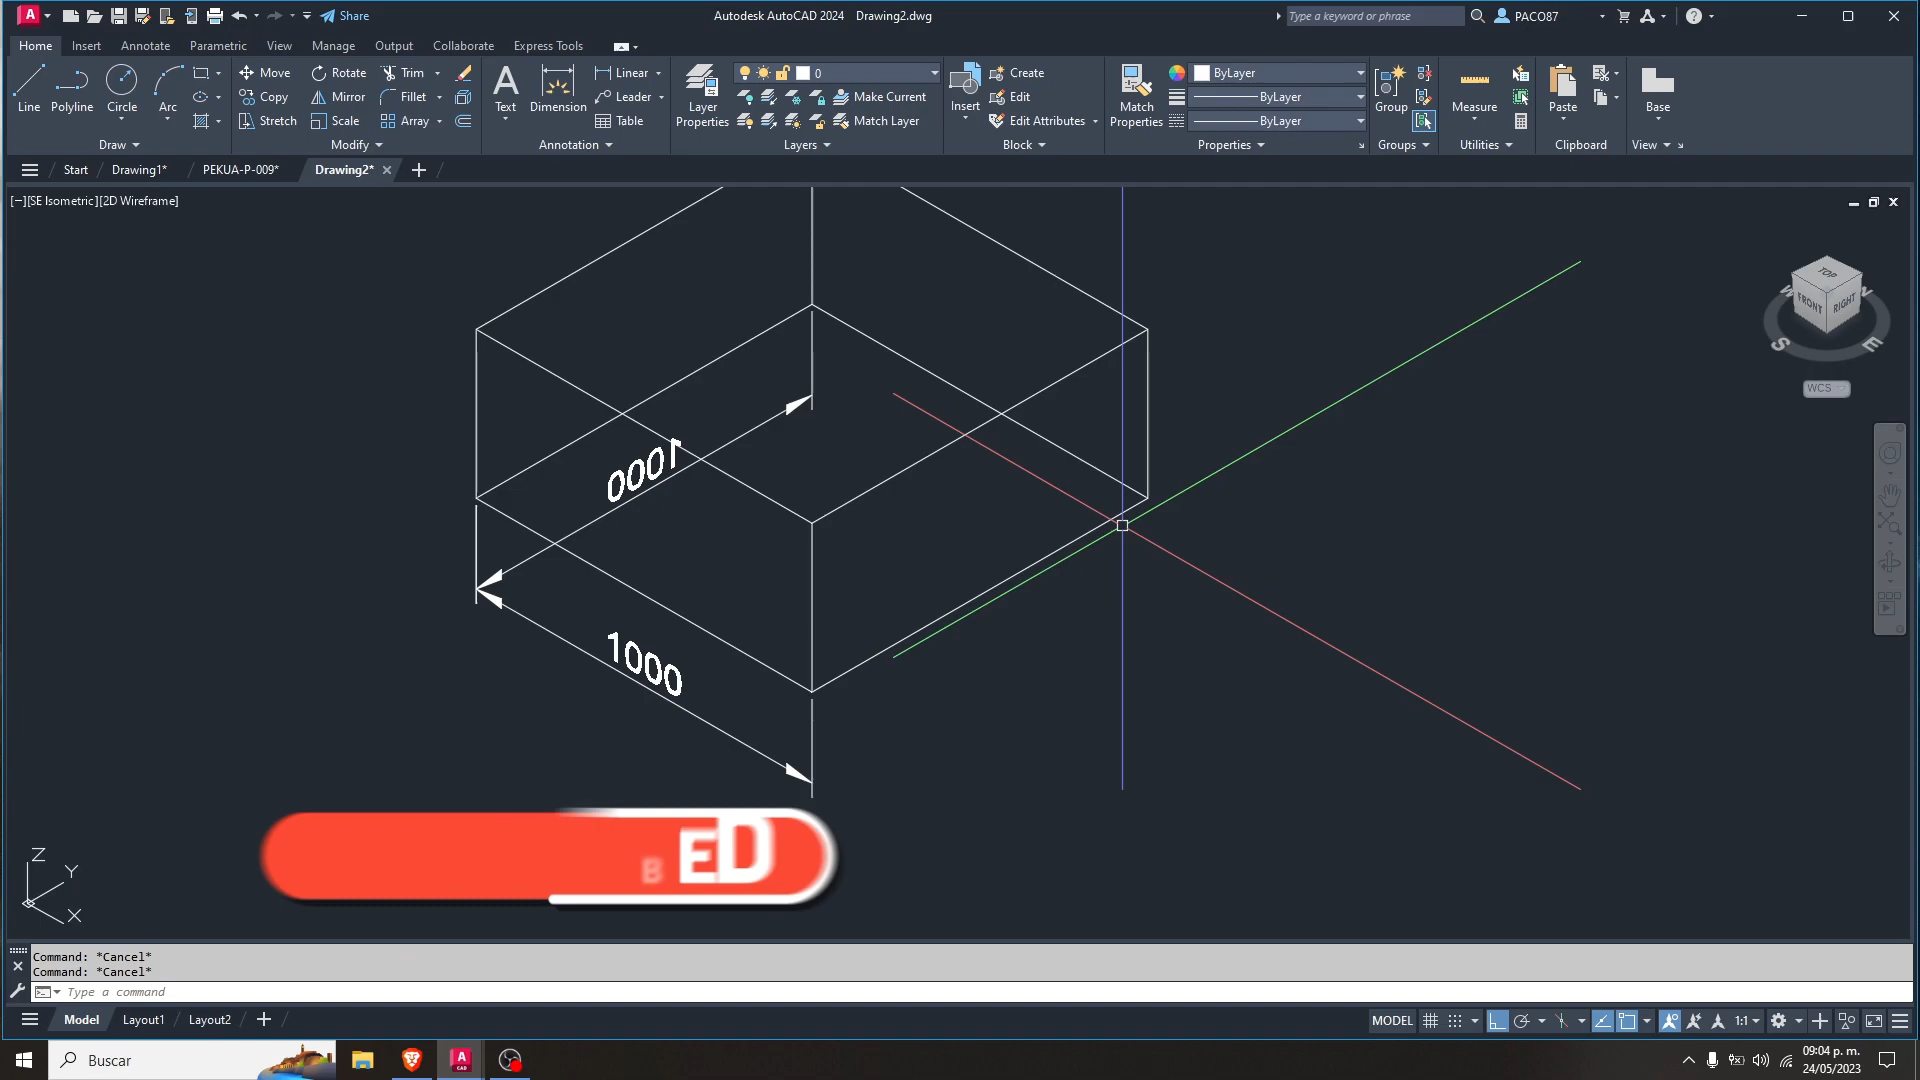 Share
Autodesk AutoCAD 2024 Drawing2.dwg
Type a keyword or phrase
PACO87
Home Insert Annotate Parametric View Manage Output Collaborate Express Tools
Line
Polyline
Circle
Arc
Draw
Move
Rotate
Trim
Copy
Mirror
Fillet
Stretch
Scale
Array
Modify
Text
Dimension
Linear
Leader
Table
Annotation
Layer
Properties
0
Make Current
Match Layer
Layers
Insert
Create
Edit
Edit Attributes
Block
Match
Properties
ByLayer
ByLayer
ByLayer
Properties
Group
Groups
Measure
Utilities
Paste
Clipboard
Base
View
Start
Drawing1*
PEKUA-P-009*
Drawing2*
[−][SE Isometric][2D Wireframe]
TOP
FRONT
RIGHT
W
N
S
E
WCS
1000
1000
B ED
Z
Y
X
Command: *Cancel*
Command: *Cancel*
Type a command
Model
Layout1
Layout2
MODEL
1:1
Buscar
A
CAD
09:04 p. m.
24/05/2023